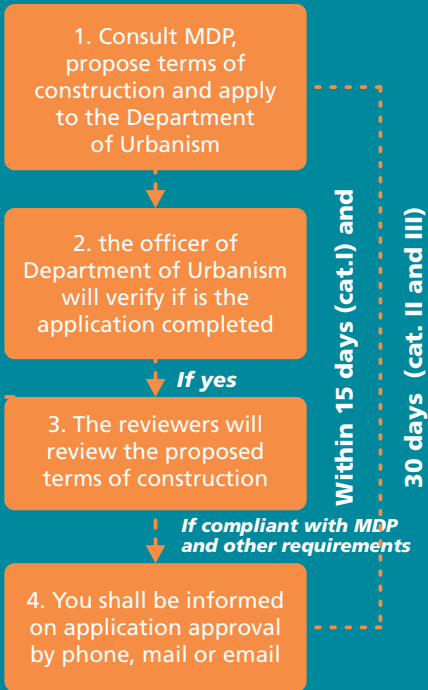 1. Consult MDP,
propose terms of
construction and apply
to the Department
of Urbanism
2. the officer of
Department of Urbanism
will verify if is the
application completed
If yes
3. The reviewers will
review the proposed
terms of construction
If compliant with MDP
and other requirements
4. You shall be informed
on application approval
by phone, mail or email
Within 15 days (cat.I) and
30 days (cat. II and III)